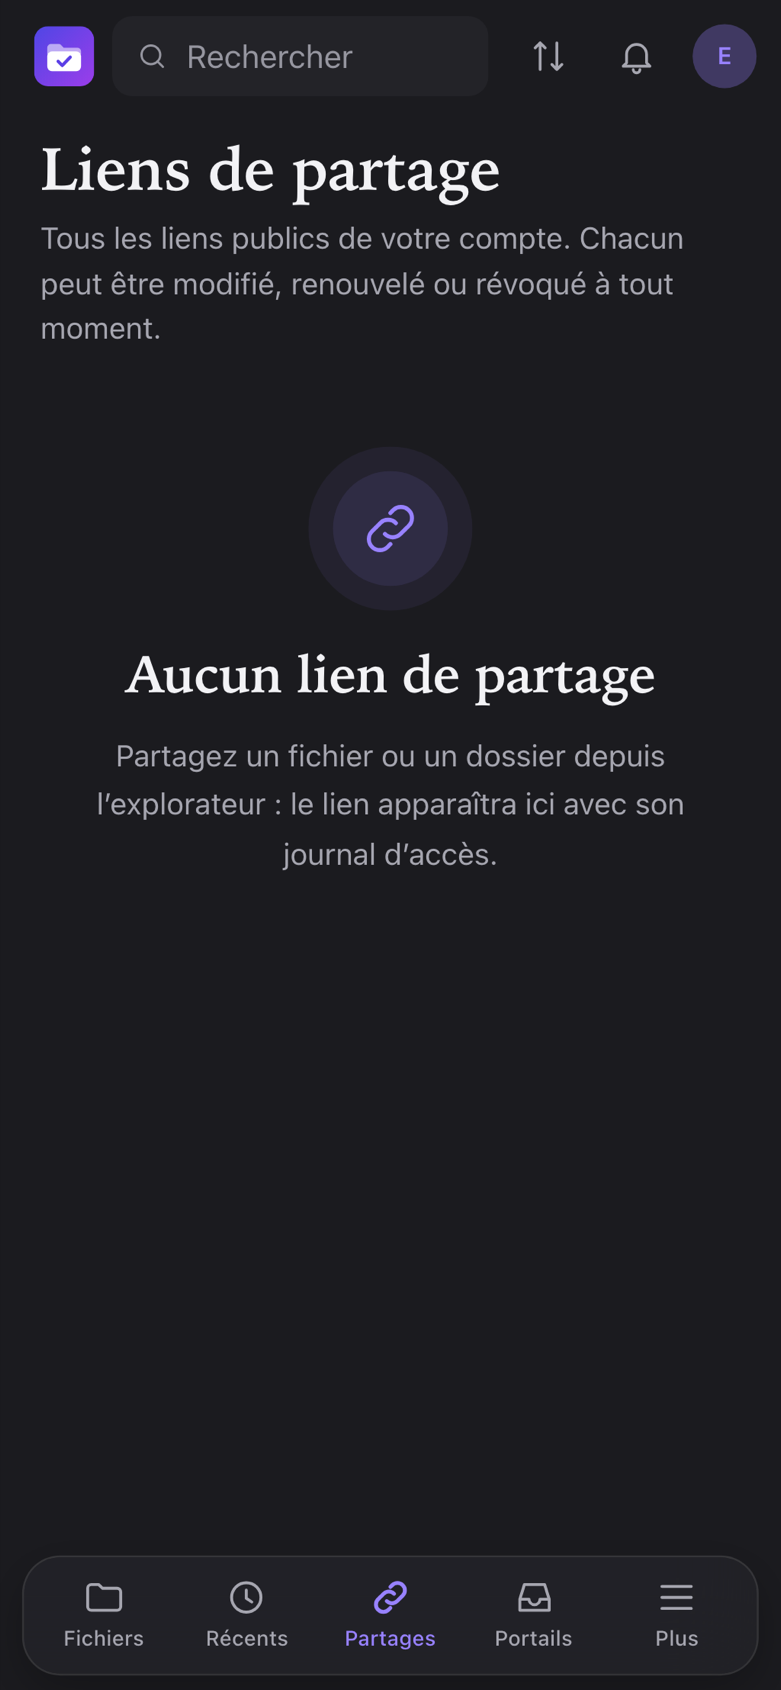 Rechercher
E
Liens de partage
Tous les liens publics de votre compte. Chacun
peut être modifié, renouvelé ou révoqué à tout
moment.
Aucun lien de partage
Partagez un fichier ou un dossier depuis
l’explorateur : le lien apparaîtra ici avec son
journal d’accès.
Fichiers
Récents
Partages
Portails
Plus